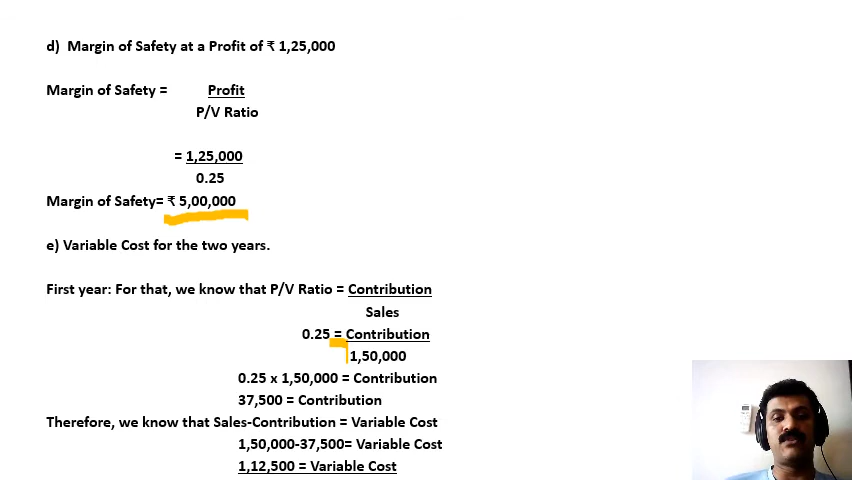 d) Margin of Safety at a Profit of ₹ 1,25,000
Margin of Safety = Profit
P/V Ratio
= 1,25,000
0.25
Margin of Safety= ₹ 5,00,000
e) Variable Cost for the two years.
First year: For that, we know that P/V Ratio = Contribution
Sales
0.25 = Contribution
1,50,000
0.25 x 1,50,000 = Contribution
37,500 = Contribution
Therefore, we know that Sales-Contribution = Variable Cost
1,50,000-37,500= Variable Cost
1,12,500 = Variable Cost